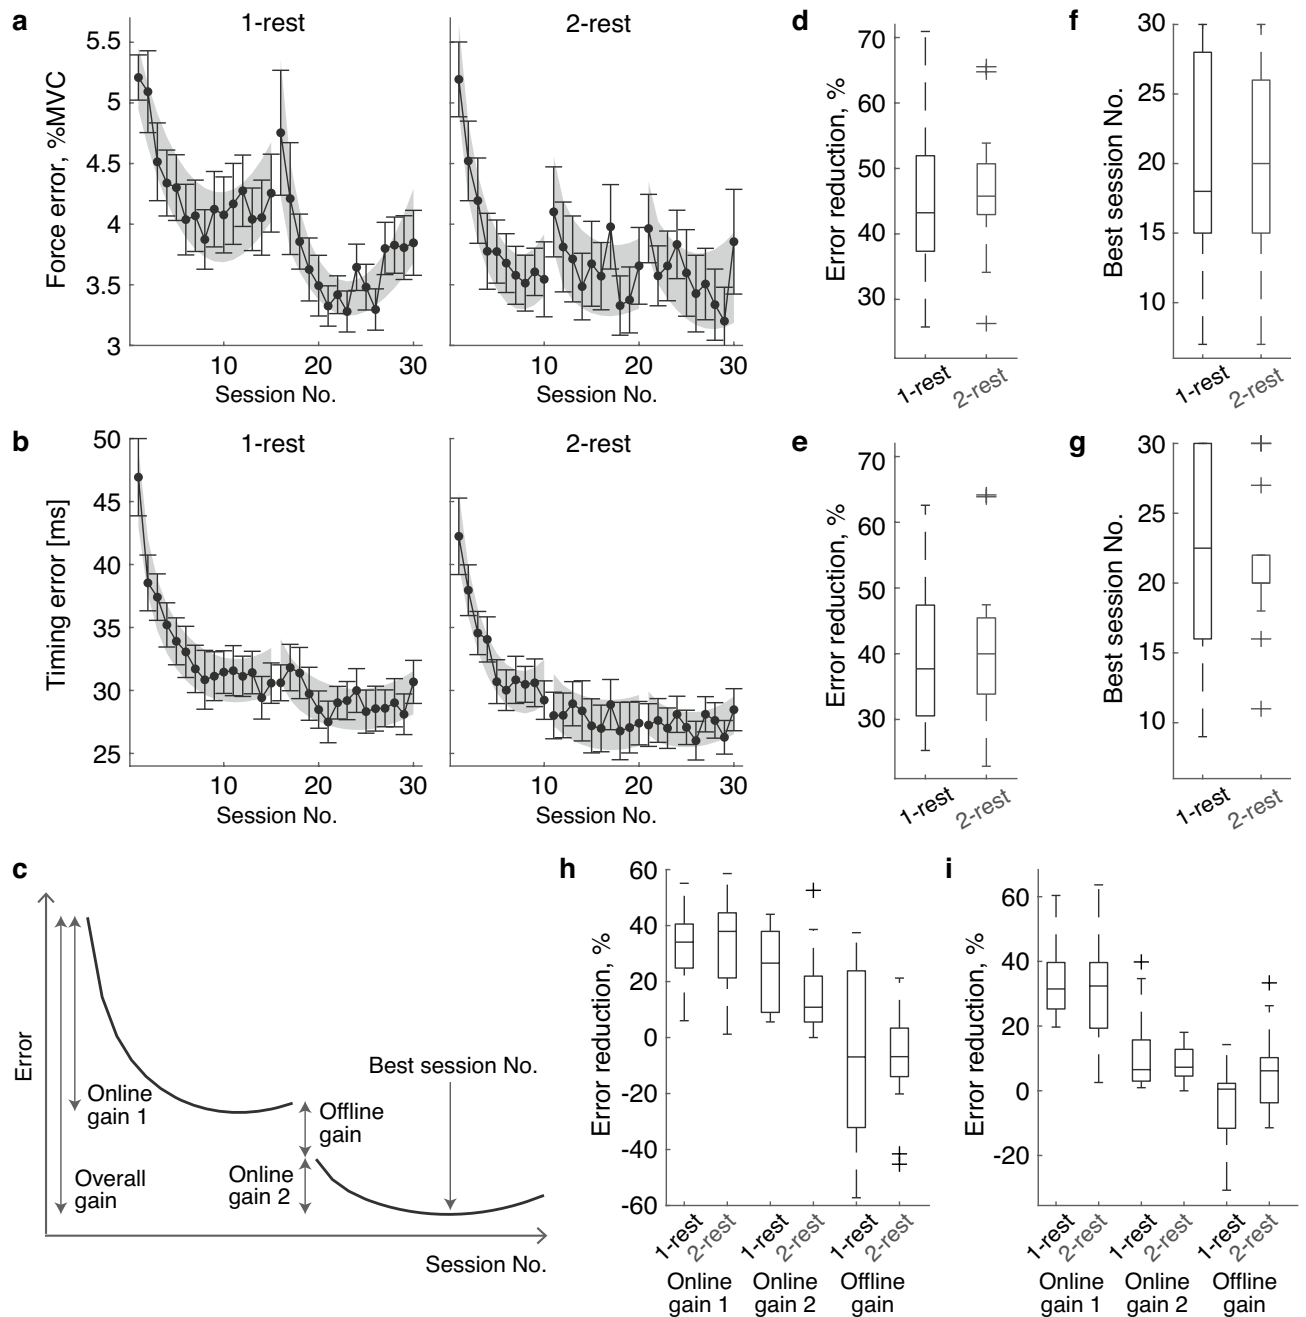 a
1-rest
2-rest
Force error, %MVC
5.5
5
4.5
4
3.5
3
10
20
30
10
20
30
Session No.
Session No.
b
1-rest
2-rest
Timing error [ms]
50
45
40
35
30
25
10
20
30
10
20
30
Session No.
Session No.
c
Error
Online
gain 1
Overall
gain
Offline
gain
Online
gain 2
Best session No.
Session No.
d
Error reduction, %
70
60
50
40
30
1-rest
2-rest
e
Error reduction, %
70
60
50
40
30
1-rest
2-rest
f
Best session No.
30
25
20
15
10
1-rest
2-rest
g
Best session No.
30
25
20
15
10
1-rest
2-rest
h
Error reduction, %
60
40
20
0
-20
-40
-60
1-rest
2-rest
1-rest
2-rest
1-rest
2-rest
Online
gain 1
Online
gain 2
Offline
gain
i
Error reduction, %
60
40
20
0
-20
1-rest
2-rest
1-rest
2-rest
1-rest
2-rest
Online
gain 1
Online
gain 2
Offline
gain